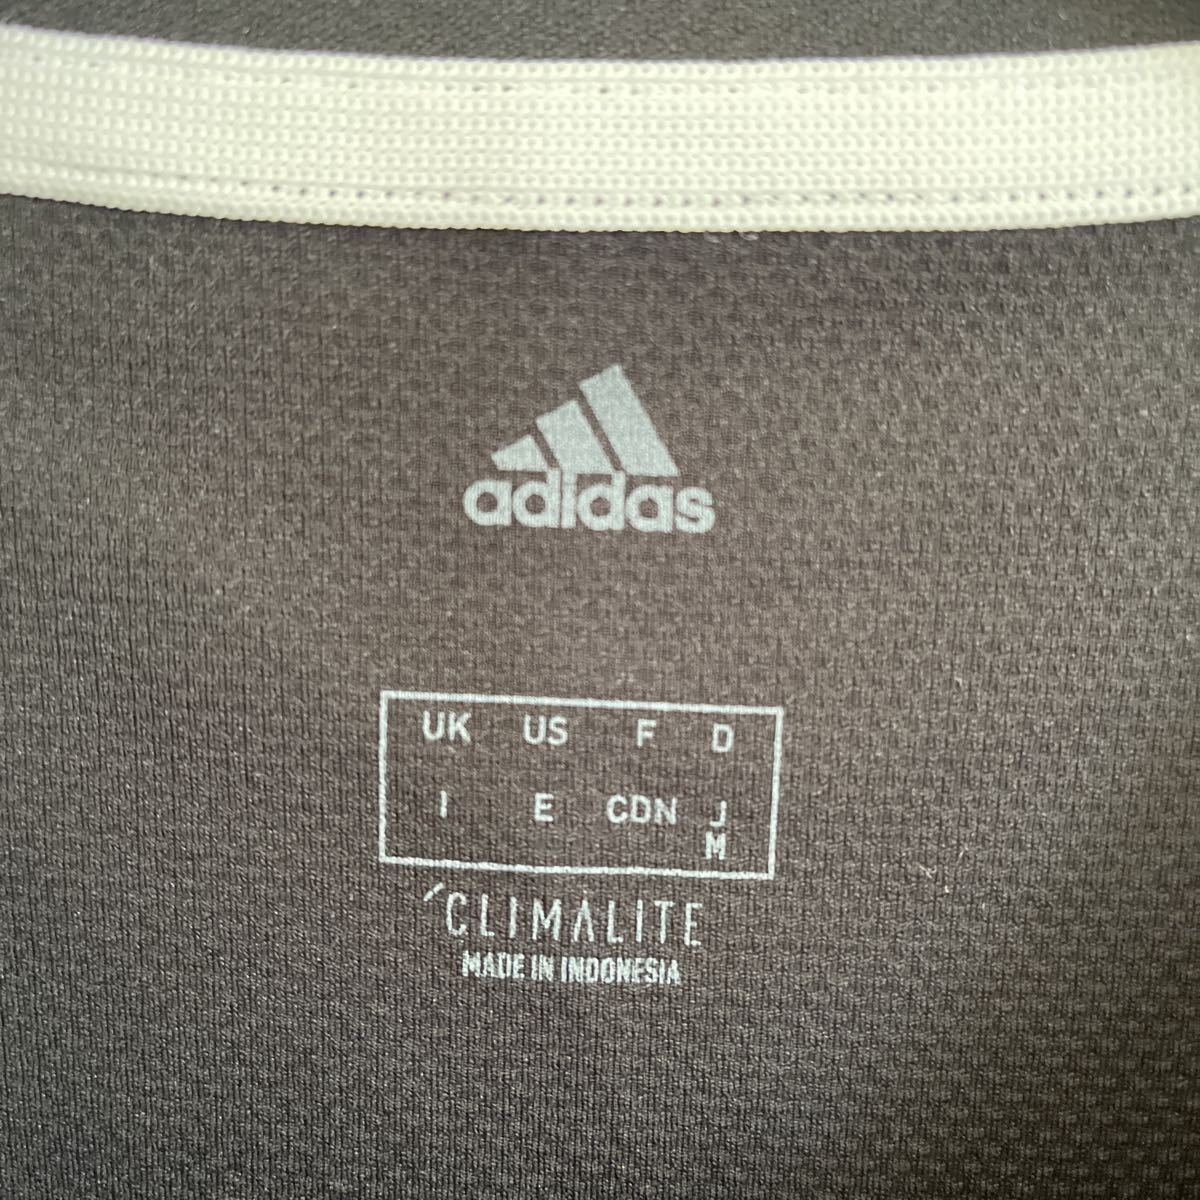 adidas
UK US F D
I E CDN J
M
CLIMALITE
MADE IN INDONESIA